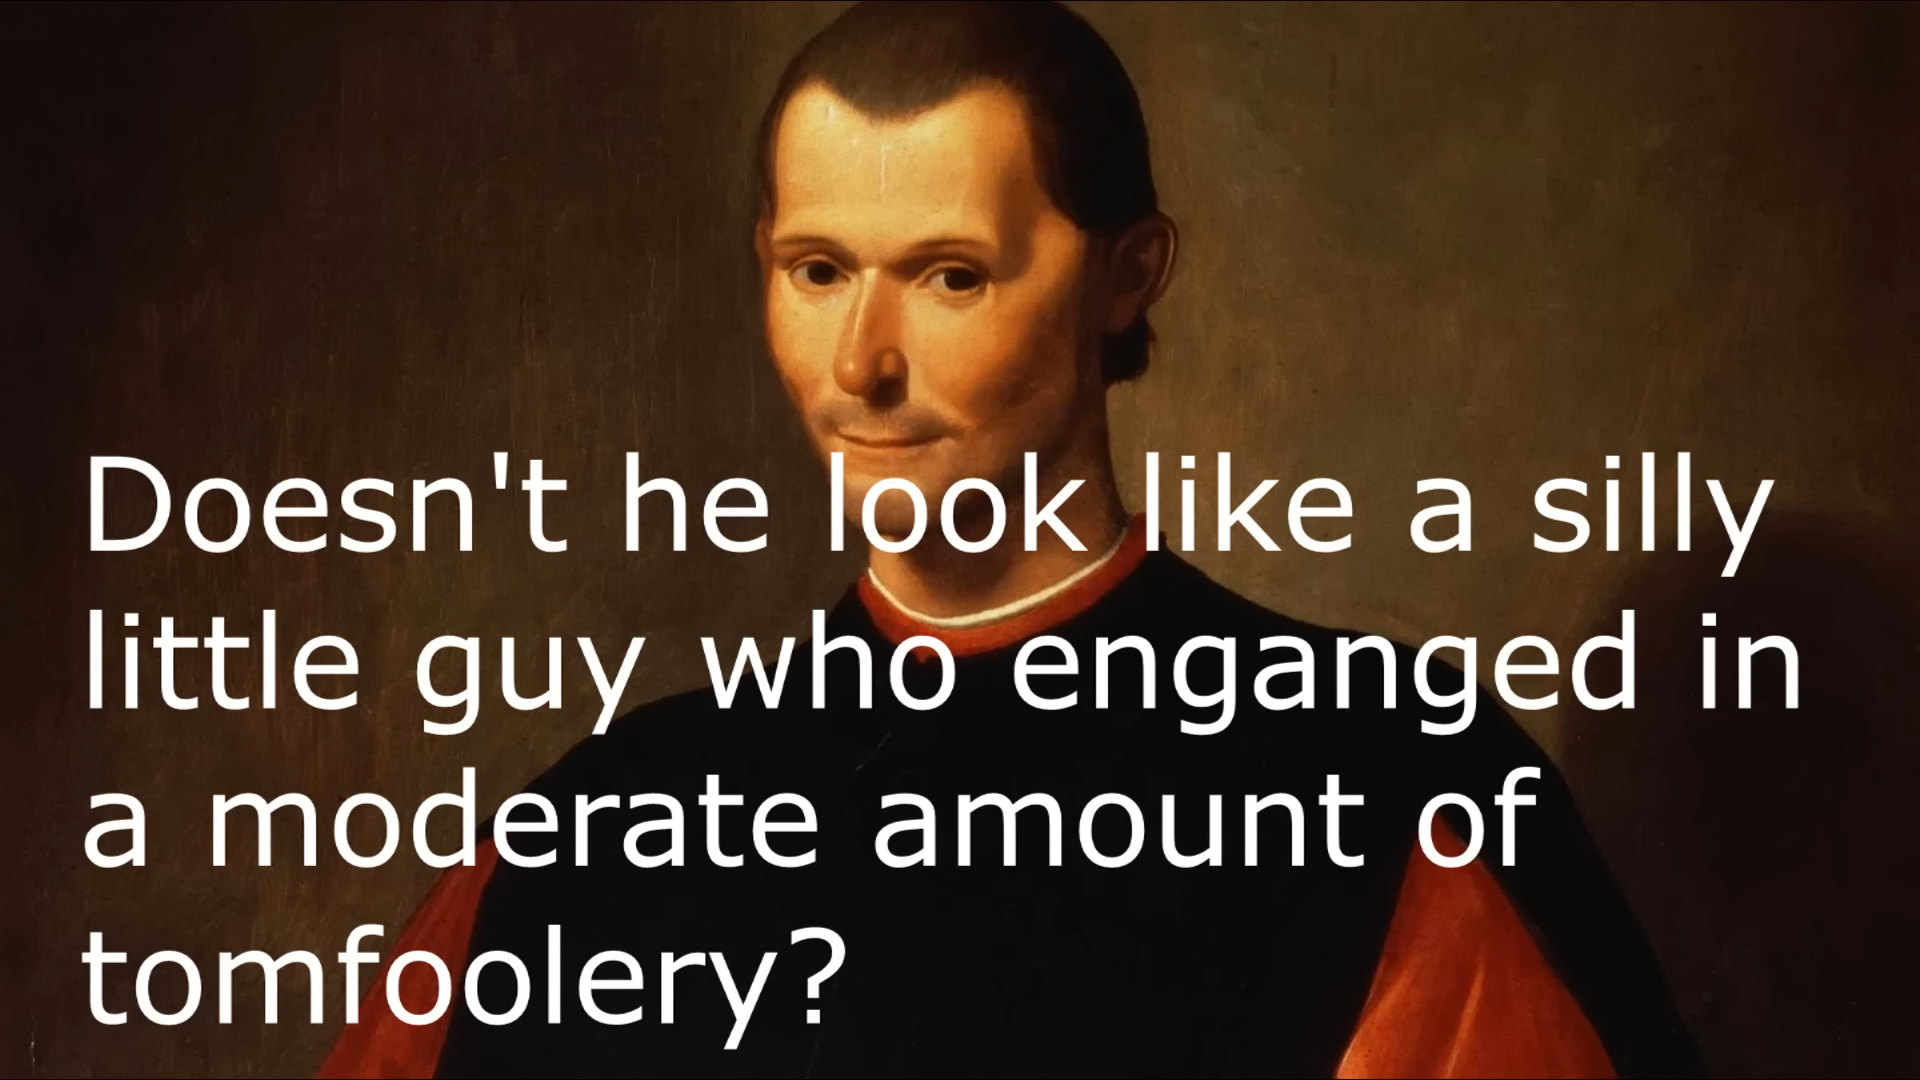 Doesn't he look like a silly
little guy who enganged in
a moderate amount of
tomfoolery?